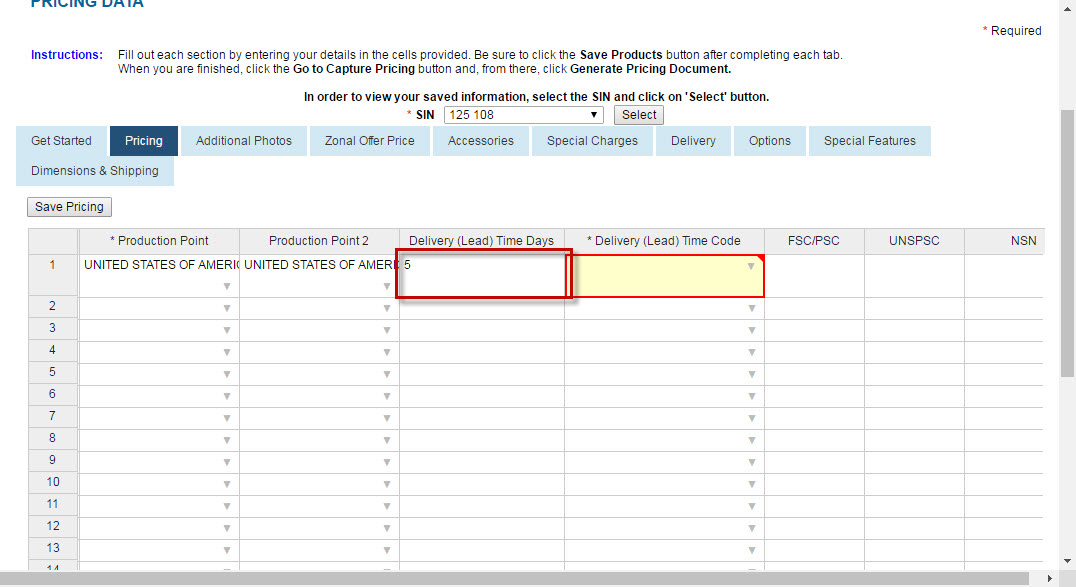 PRICING DATA
* Required
Instructions: Fill out each section by entering your details in the cells provided. Be sure to click the Save Products button after completing each tab.
When you are finished, click the Go to Capture Pricing button and, from there, click Generate Pricing Document.
In order to view your saved information, select the SIN and click on 'Select' button.
* SIN 125 108 Select
Get Started Pricing Additional Photos Zonal Offer Price Accessories Special Charges Delivery Options Special Features
Dimensions & Shipping
Save Pricing
* Production Point Production Point 2 Delivery (Lead) Time Days * Delivery (Lead) Time Code FSC/PSC UNSPSC NSN
1 UNITED STATES OF AMERIC UNITED STATES OF AMER 5
2
3
4
5
6
7
8
9
10
11
12
13
14